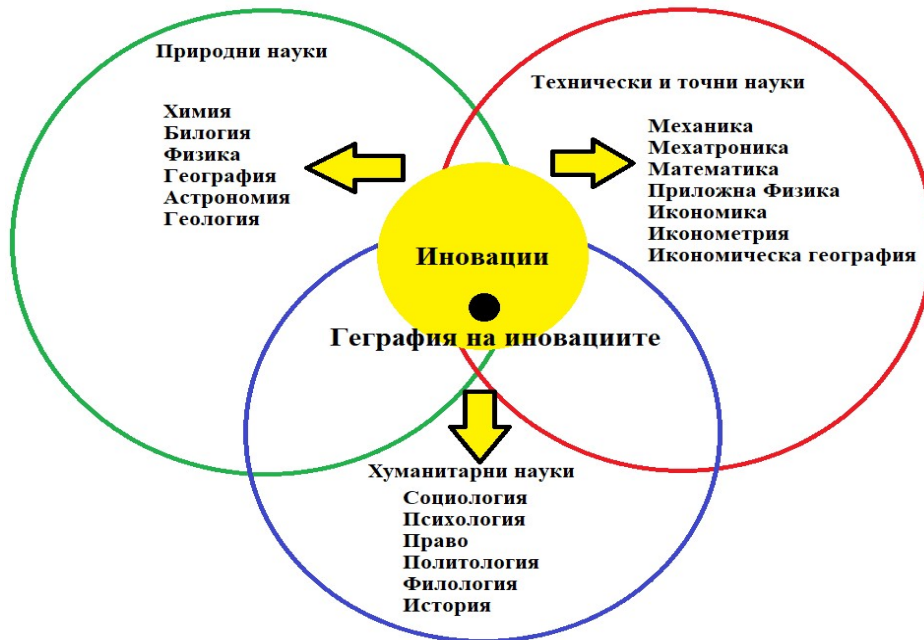 Природни науки
Химия
Билогия
Физика
География
Астрономия
Геология
Технически и точни науки
Механика
Мехатроника
Математика
Приложна Физика
Икономика
Иконометрия
Икономическа география
Иновации
Геграфия на иновациите
Хуманитарни науки
Социология
Психология
Право
Политология
Филология
История